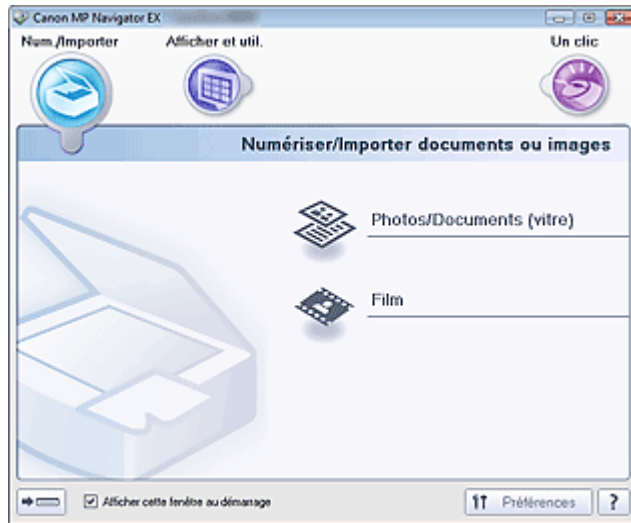 Canon MP Navigator EX
Num./Importer
Afficher et util.
Un clic
Numériser/Importer documents ou images
Photos/Documents (vitre)
Film
Afficher cette fenêtre au démarrage
Préférences
?